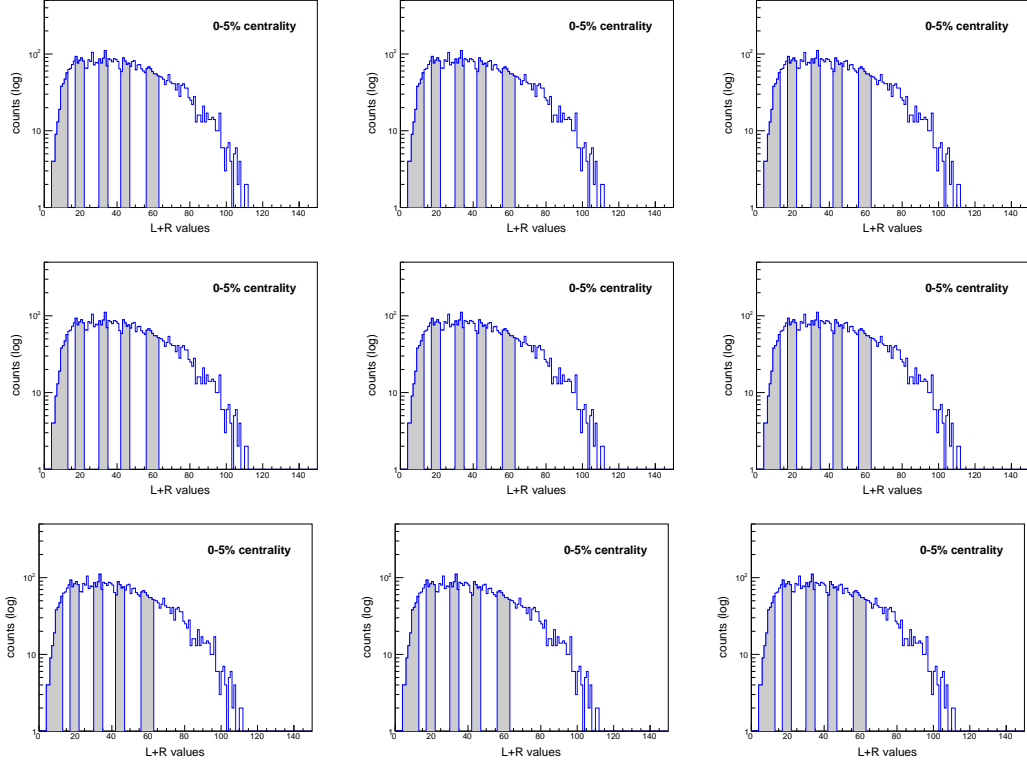 0-5% centrality 0-5% centrality 0-5% centrality
counts (log) counts (log) counts (log)
10² 10² 10²
10 10 10
1 1 1
0 20 40 60 80 100 120 140 0 20 40 60 80 100 120 140 0 20 40 60 80 100 120 140
L+R values L+R values L+R values
0-5% centrality 0-5% centrality 0-5% centrality
counts (log) counts (log) counts (log)
10² 10² 10²
10 10 10
1 1 1
0 20 40 60 80 100 120 140 0 20 40 60 80 100 120 140 0 20 40 60 80 100 120 140
L+R values L+R values L+R values
0-5% centrality 0-5% centrality 0-5% centrality
counts (log) counts (log) counts (log)
10² 10² 10²
10 10 10
1 1 1
0 20 40 60 80 100 120 140 0 20 40 60 80 100 120 140 0 20 40 60 80 100 120 140
L+R values L+R values L+R values